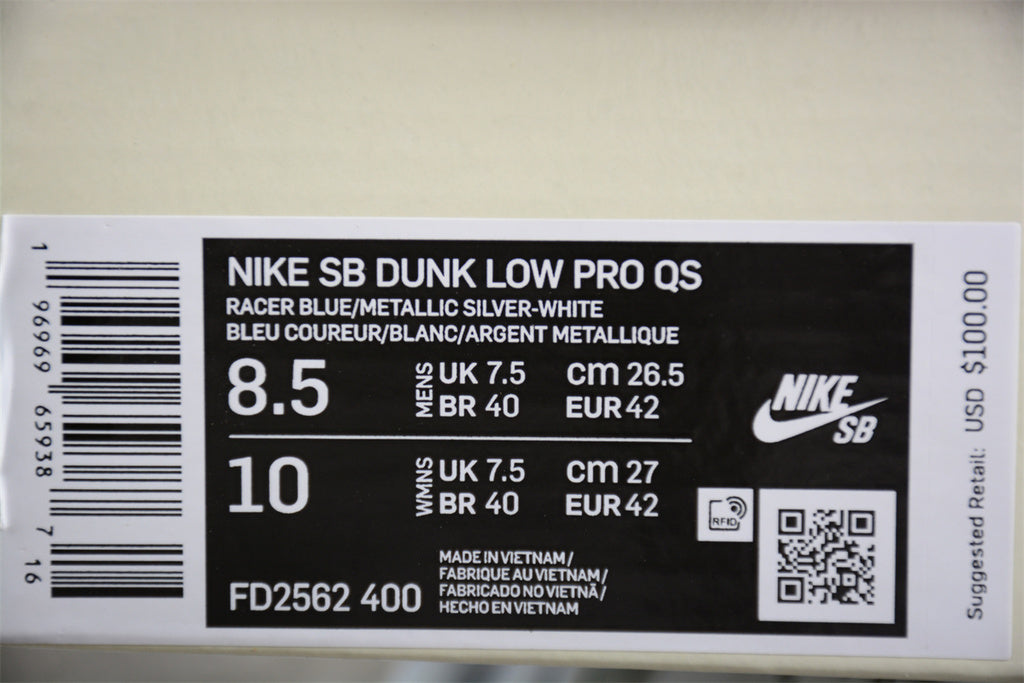 NIKE SB DUNK LOW PRO QS
RACER BLUE/METALLIC SILVER-WHITE
BLEU COUREUR/BLANC/ARGENT METALLIQUE
8.5
MENS
UK 7.5
cm 26.5
BR 40
EUR 42
10
WMNS
UK 7.5
cm 27
BR 40
EUR 42
FD2562 400
MADE IN VIETNAM/
FABRIQUE AU VIETNAM/
FABRICADO NO VIETNÃ/
HECHO EN VIETNAM
NIKE
SB
RFID
Suggested Retail: USD $100.00
1 96969 65938 7 16